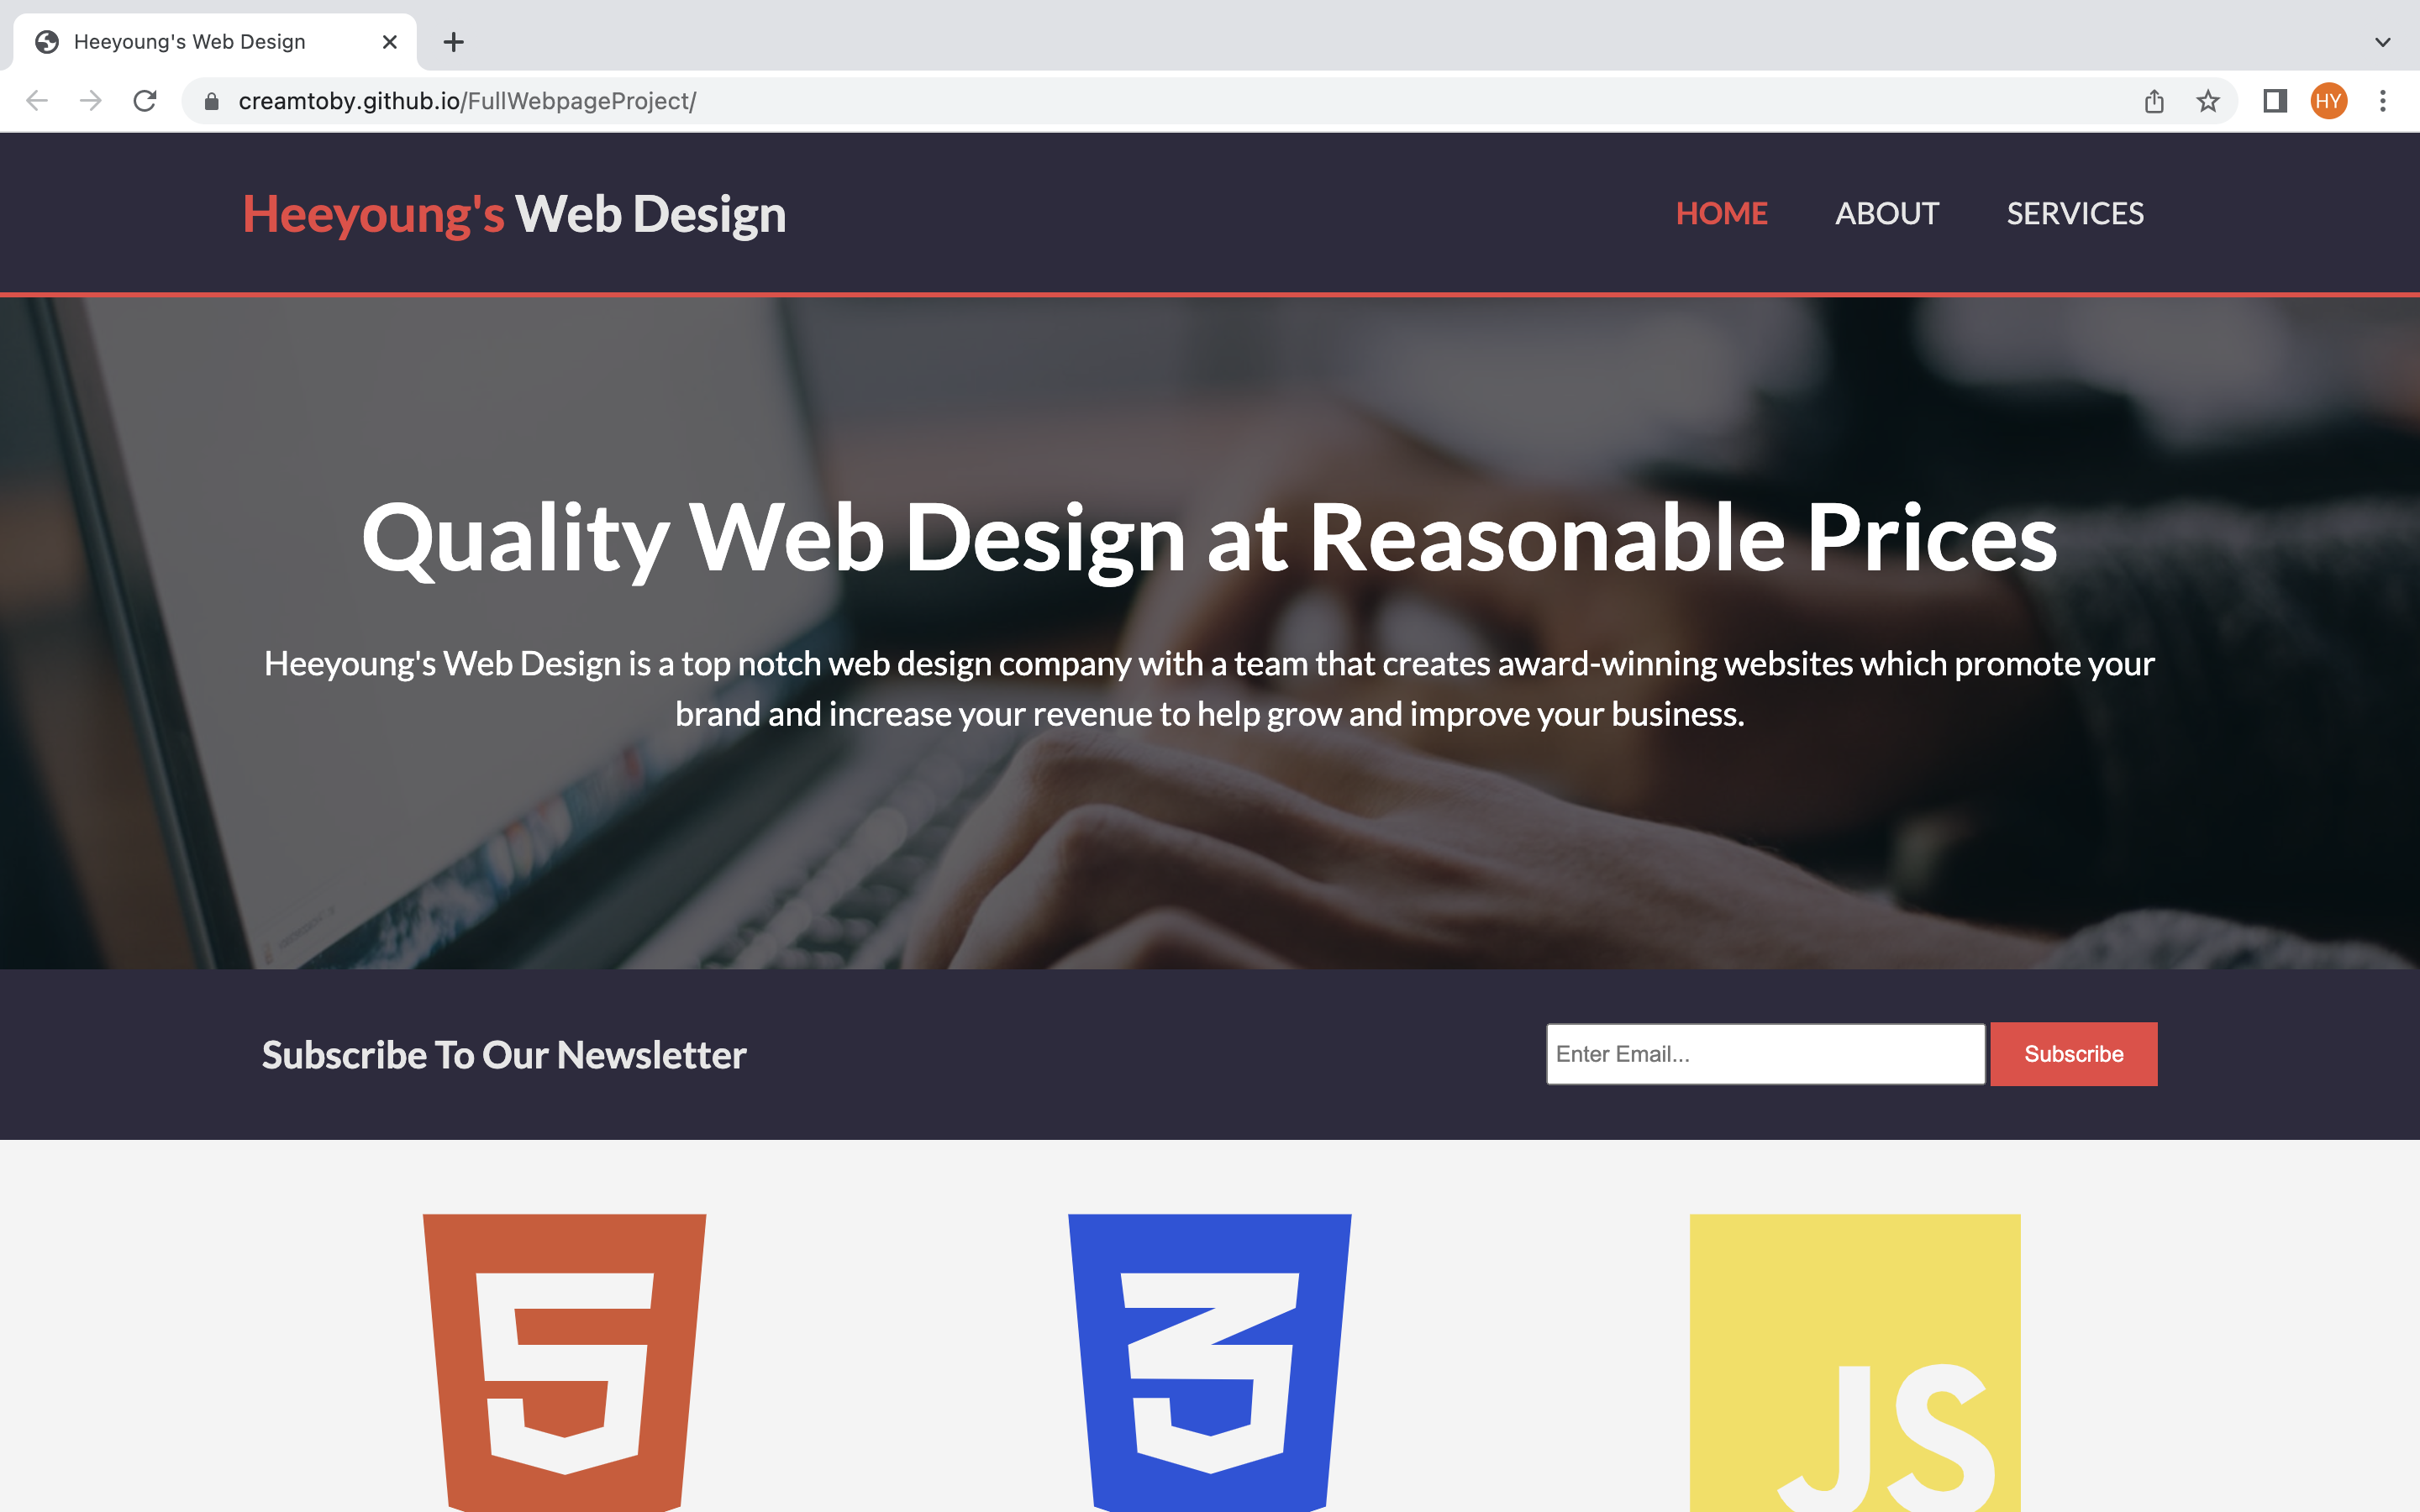 Heeyoung's Web Design
creamtoby.github.io/FullWebpageProject/
HY
Heeyoung's Web Design
HOME ABOUT SERVICES
Quality Web Design at Reasonable Prices
Heeyoung's Web Design is a top notch web design company with a team that creates award-winning websites which promote your
brand and increase your revenue to help grow and improve your business.
Subscribe To Our Newsletter
Enter Email...
Subscribe
5
3
JS